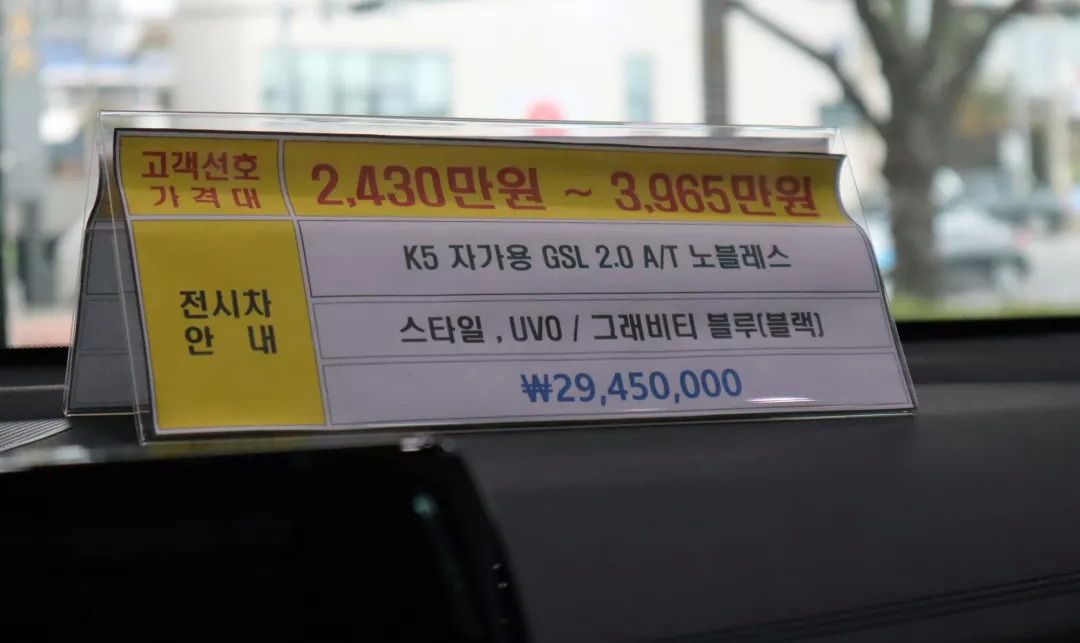 고객선호
가격대
2,430만원 ~ 3,965만원
전시차
안 내
K5 자가용 GSL 2.0 A/T 노블레스
스타일 , UVO / 그래비티 블루(블랙)
₩29,450,000